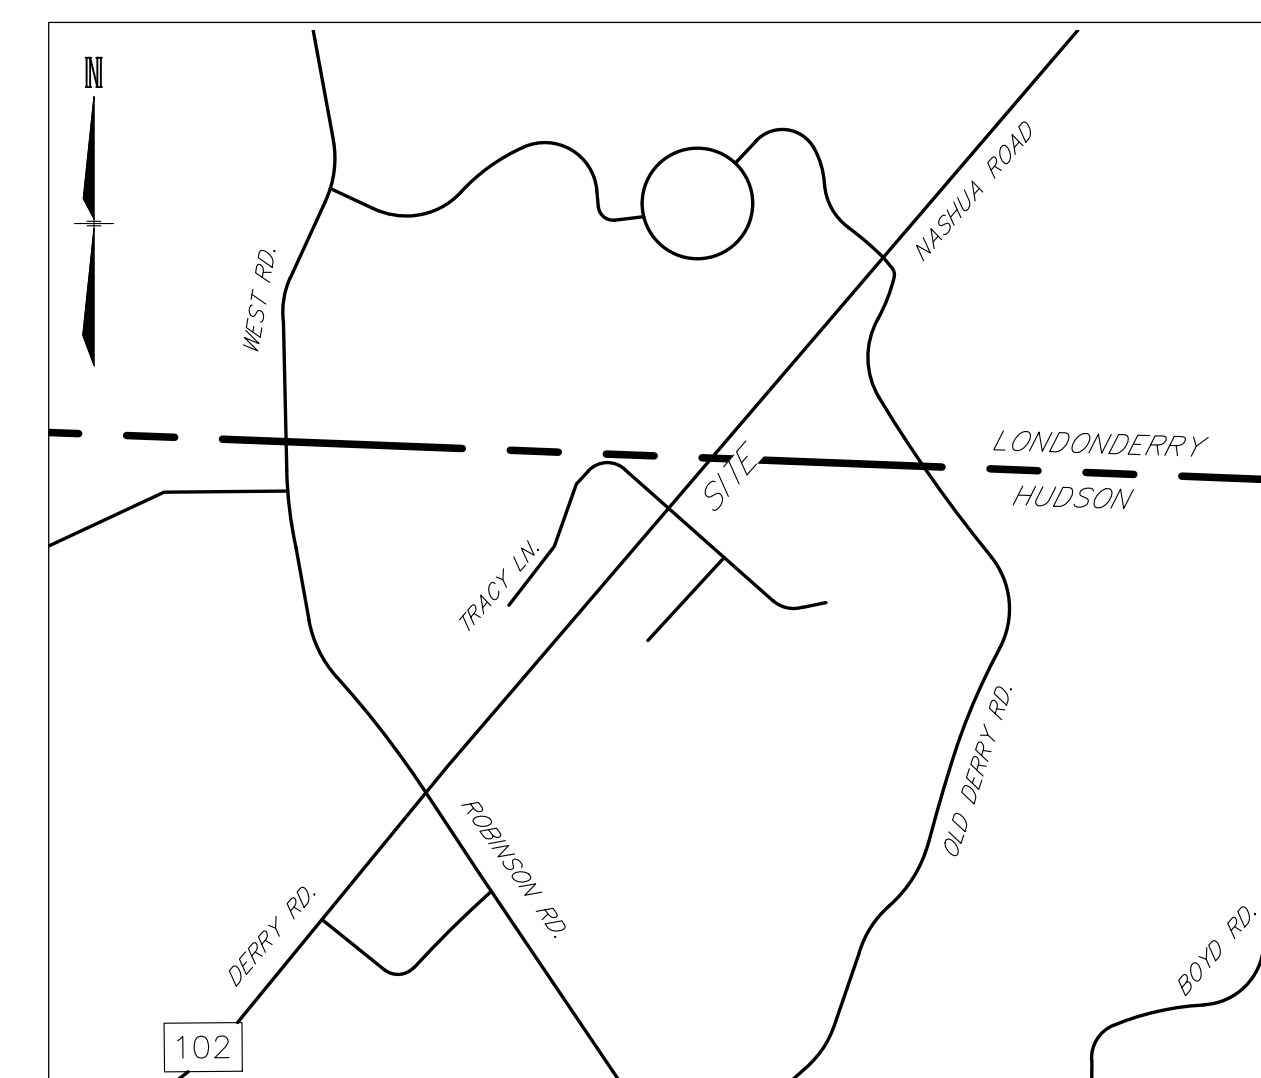 N
NASHUA ROAD
WEST RD.
LONDONDERRY
SITE
HUDSON
TRACY LN.
OLD DERRY RD.
ROBINSON RD.
DERRY RD.
BOYD RD.
102